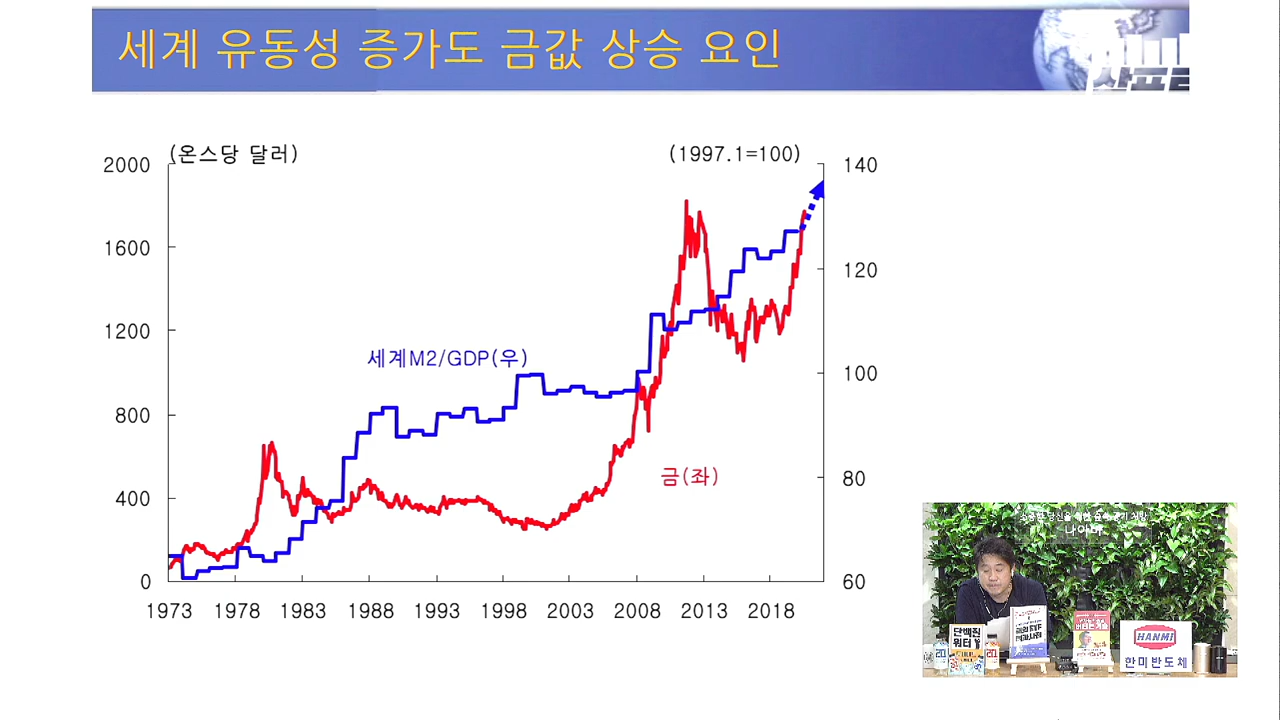 세계 유동성 증가도 금값 상승 요인
(온스당 달러)
(1997.1=100)
2000
1600
1200
800
400
0
140
120
100
80
60
세계M2/GDP(우)
금(좌)
1973 1978 1983 1988 1993 1998 2003 2008 2013 2018
HANMI
한미반도체
단백질
워터